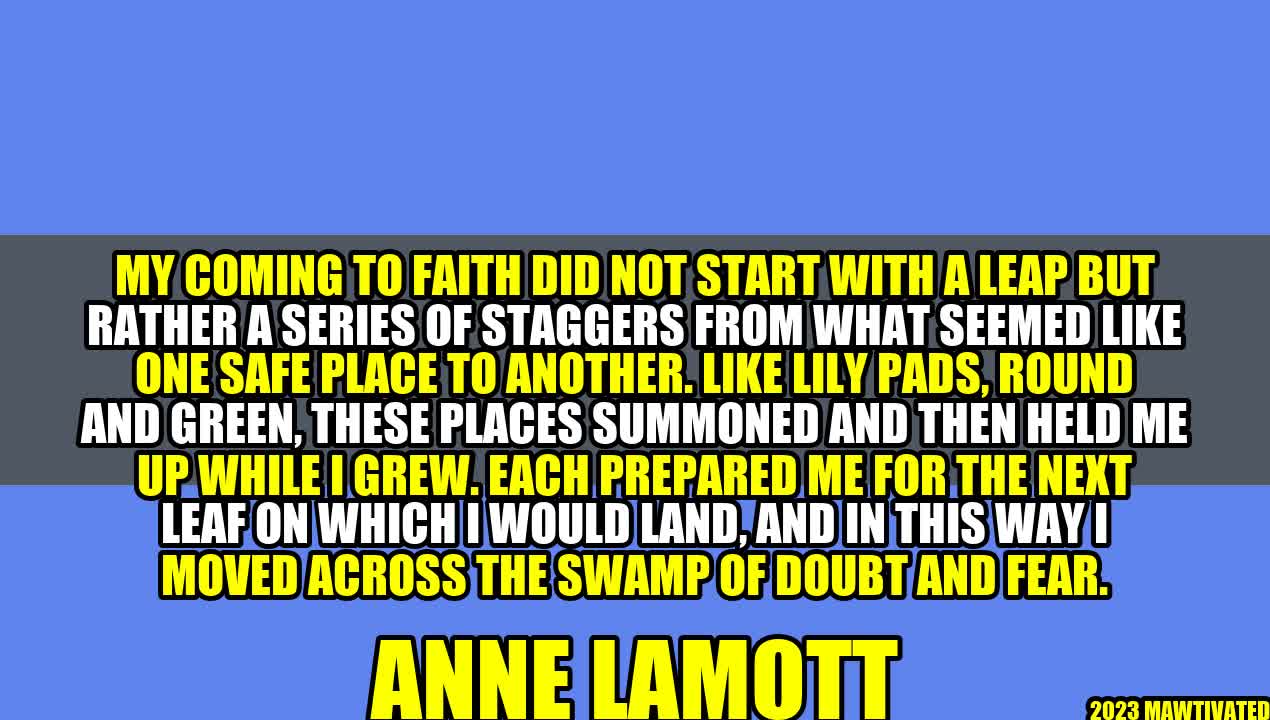 MY COMING TO FAITH DID NOT START WITH A LEAP BUT
RATHER A SERIES OF STAGGERS FROM WHAT SEEMED LIKE
ONE SAFE PLACE TO ANOTHER. LIKE LILY PADS, ROUND
AND GREEN, THESE PLACES SUMMONED AND THEN HELD ME
UP WHILE I GREW. EACH PREPARED ME FOR THE NEXT
LEAF ON WHICH I WOULD LAND, AND IN THIS WAY I
MOVED ACROSS THE SWAMP OF DOUBT AND FEAR.
ANNE LAMOTT
2023 MAWTIVATED